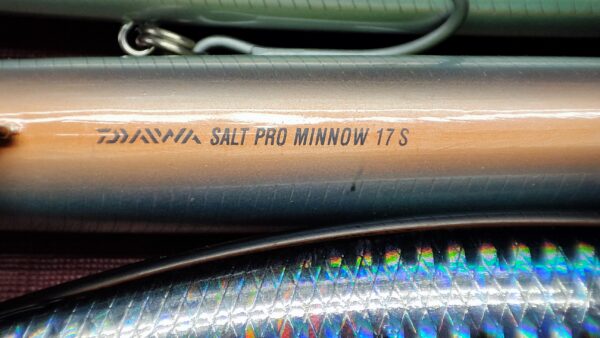 DAIWA SALT PRO MINNOW 17 S